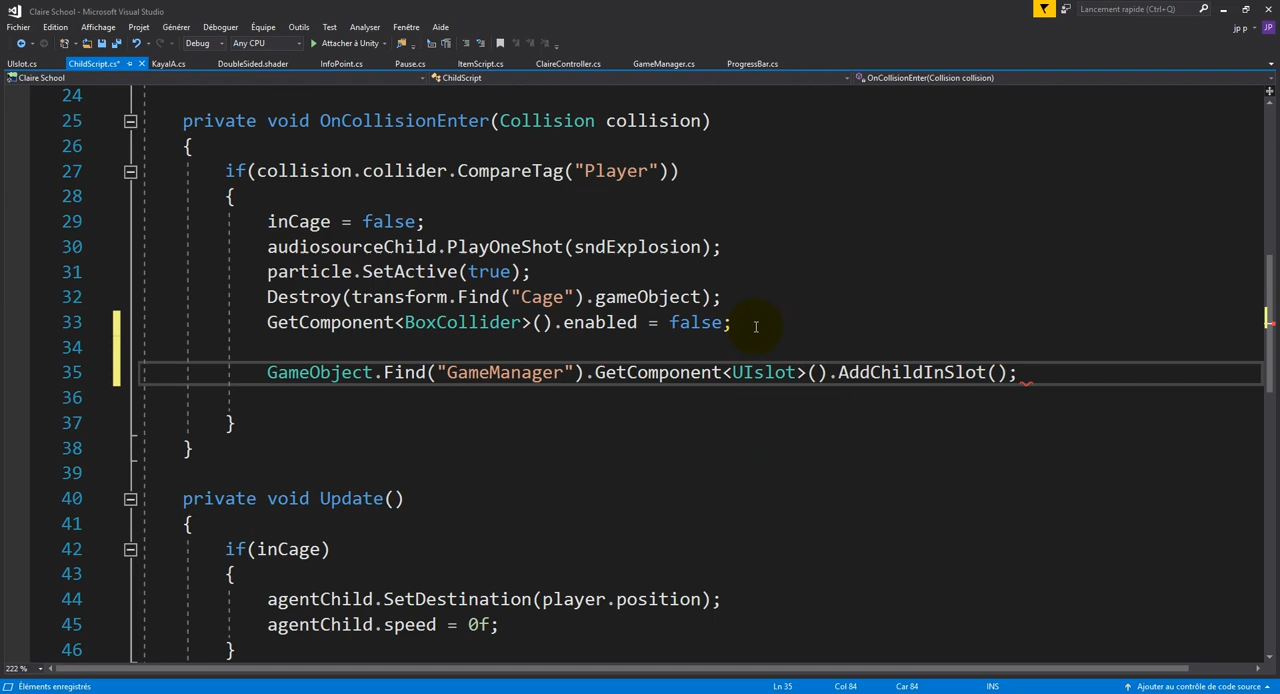 Claire School - Microsoft Visual Studio
Lancement rapide (Ctrl+Q)
Fichier Edition Affichage Projet Générer Déboguer Équipe Outils Test Analyser Fenêtre Aide
jp p JP
Debug Any CPU Attacher à Unity
UIslot.cs ChildScript.cs* KayaIA.cs DoubleSided.shader InfoPoint.cs Pause.cs ItemScript.cs ClaireController.cs GameManager.cs ProgressBar.cs
Claire School ChildScript OnCollisionEnter(Collision collision)
24
25 private void OnCollisionEnter(Collision collision)
26 {
27 if(collision.collider.CompareTag("Player"))
28 {
29 inCage = false;
30 audiosourceChild.PlayOneShot(sndExplosion);
31 particle.SetActive(true);
32 Destroy(transform.Find("Cage").gameObject);
33 GetComponent<BoxCollider>().enabled = false;
34
35 GameObject.Find("GameManager").GetComponent<UIslot>().AddChildInSlot();
36
37 }
38 }
39
40 private void Update()
41 {
42 if(inCage)
43 {
44 agentChild.SetDestination(player.position);
45 agentChild.speed = 0f;
46 }
222 %
Éléments enregistrés Ln 35 Col 84 Car 84 INS Ajouter au contrôle de code source